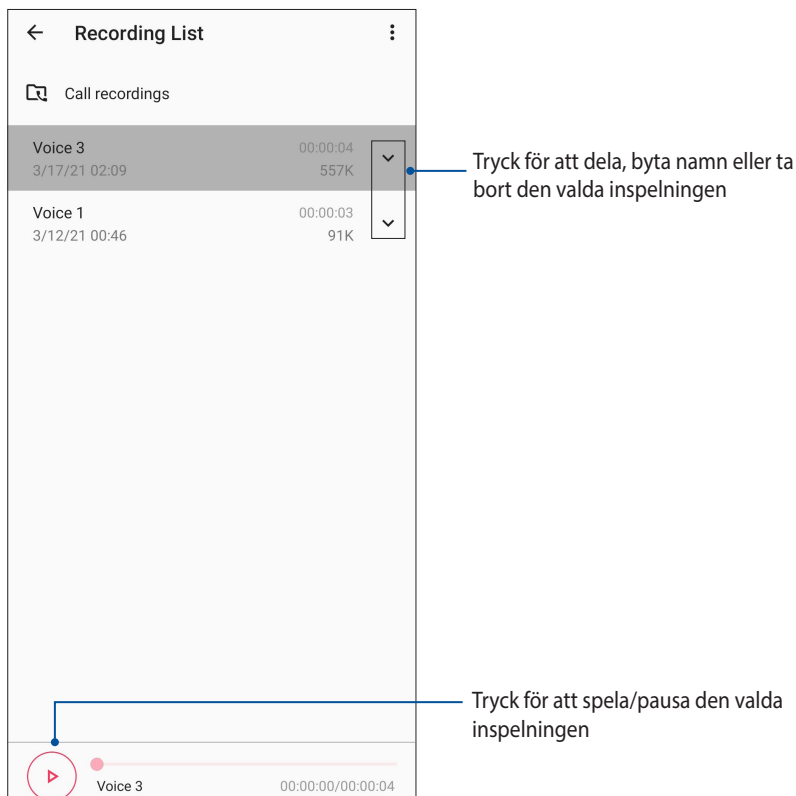 Recording List
Call recordings
Voice 3 00:00:04
3/17/21 02:09 557K
Tryck för att dela, byta namn eller ta
bort den valda inspelningen
Voice 1 00:00:03
3/12/21 00:46 91K
Tryck för att spela/pausa den valda
inspelningen
Voice 3 00:00:00/00:00:04